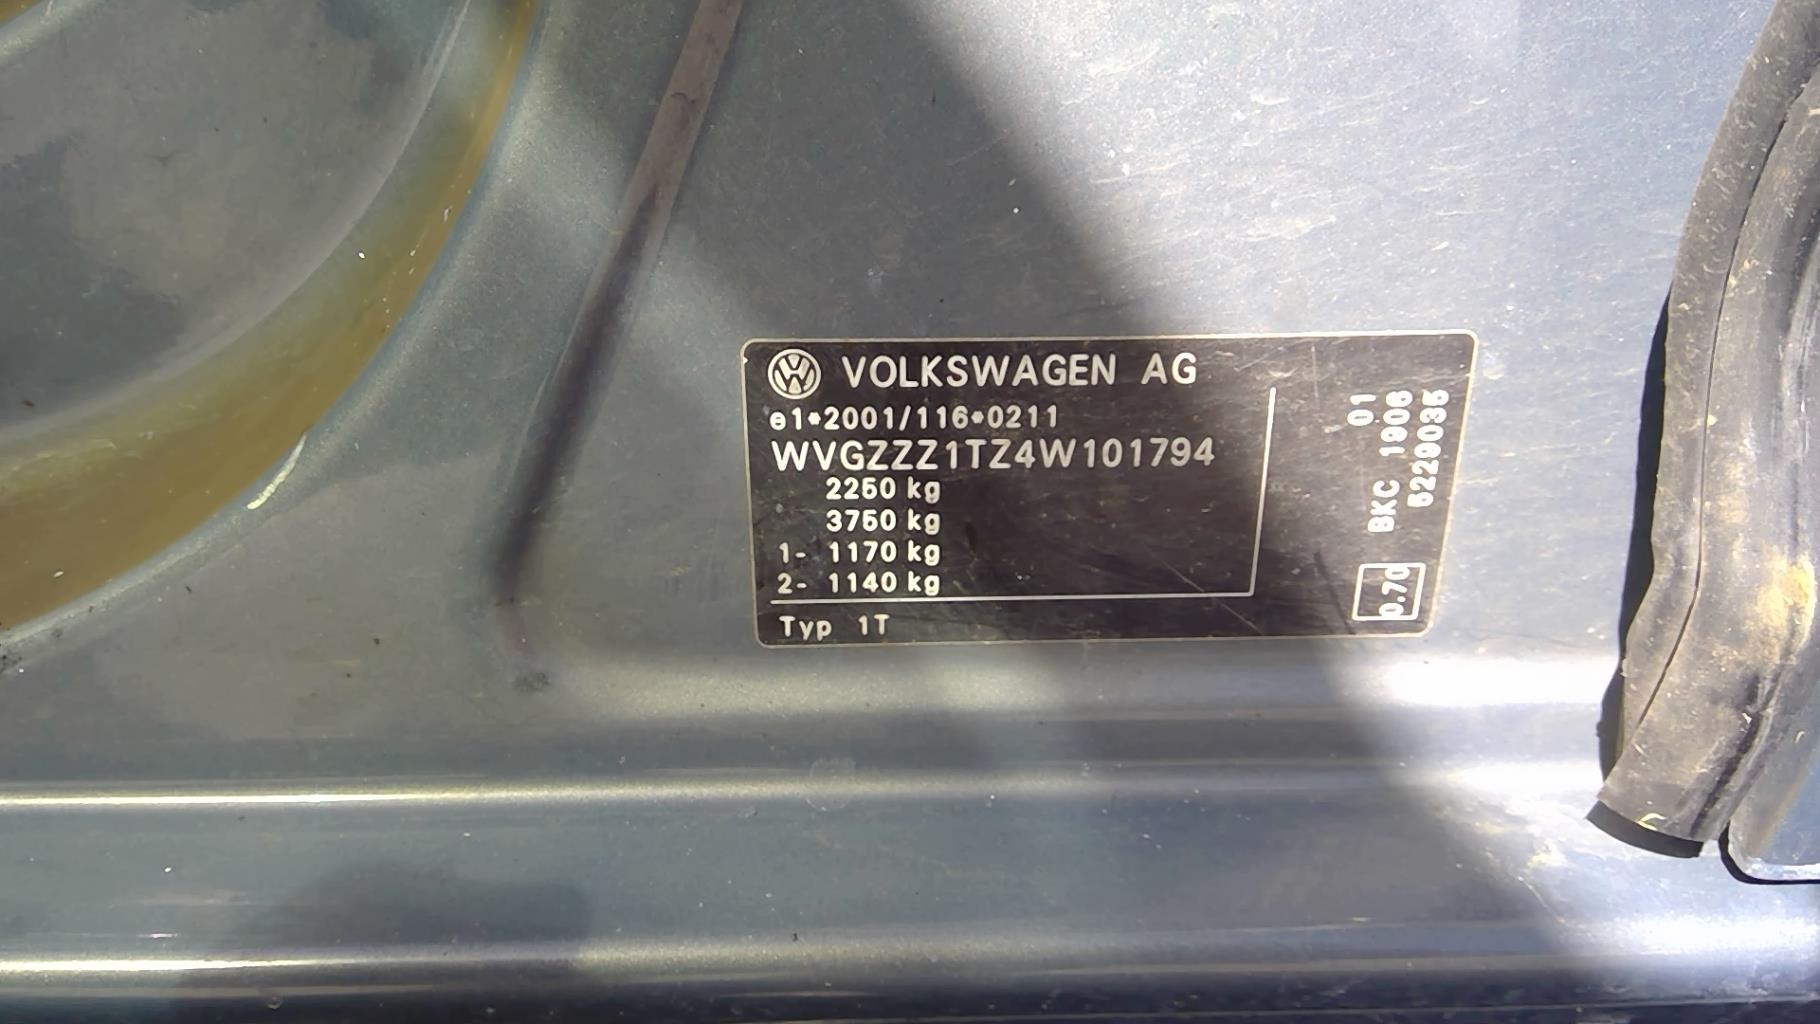 VOLKSWAGEN AG
e1*2001/116*0211
WVGZZZ1TZ4W101794
2250 kg
3750 kg
1- 1170 kg
2- 1140 kg
Typ 1T
01
BKC 1906
5229035
0.70